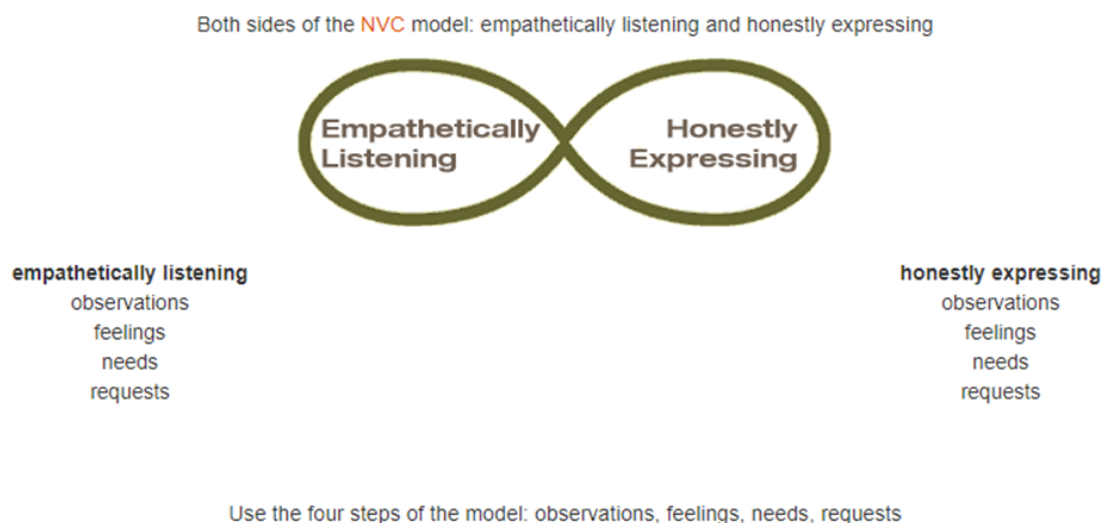 Both sides of the NVC model: empathetically listening and honestly expressing
Empathetically
Listening
Honestly
Expressing
empathetically listening
observations
feelings
needs
requests
honestly expressing
observations
feelings
needs
requests
Use the four steps of the model: observations, feelings, needs, requests